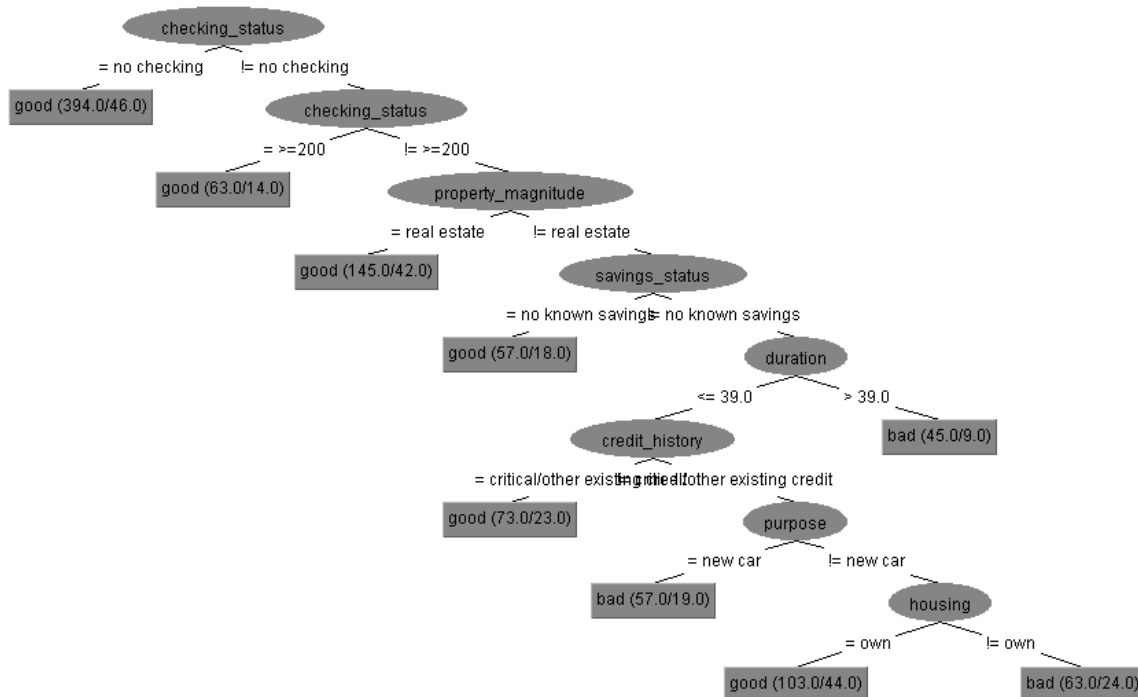 checking_status
= no checking
!= no checking
good (394.0/46.0)
checking_status
= >=200
!= >=200
good (63.0/14.0)
property_magnitude
= real estate
!= real estate
good (145.0/42.0)
savings_status
= no known savings
!= no known savings
good (57.0/18.0)
duration
<= 39.0
> 39.0
credit_history
bad (45.0/9.0)
= critical/other existing credit
!= critical/other existing credit
good (73.0/23.0)
purpose
= new car
!= new car
bad (57.0/19.0)
housing
= own
!= own
good (103.0/44.0)
bad (63.0/24.0)